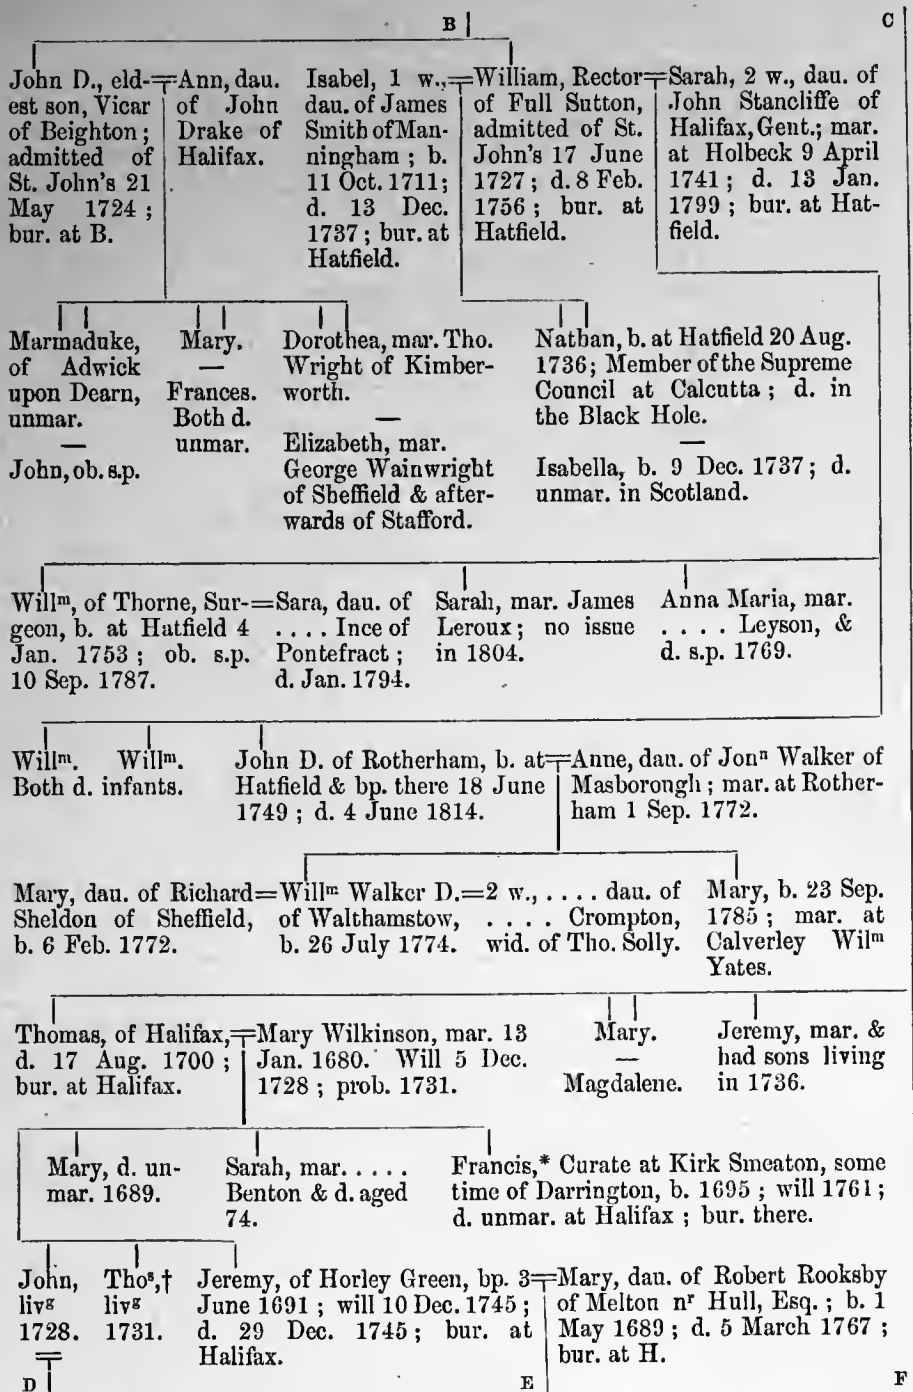 B C
John D., eld-
est son, Vicar
of Beighton;
admitted of
St. John's 21
May 1724;
bur. at B.
Ann, dau.
of John
Drake of
Halifax.
Isabel, 1 w.,
dau. of James
Smith of Man-
ningham; b.
11 Oct. 1711;
d. 13 Dec.
1737; bur. at
Hatfield.
William, Rector
of Full Sutton,
admitted of St.
John's 17 June
1727; d. 8 Feb.
1756; bur. at
Hatfield.
Sarah, 2 w., dau. of
John Stancliffe of
Halifax, Gent.; mar.
at Holbeck 9 April
1741; d. 13 Jan.
1799; bur. at Hat-
field.
Marmaduke,
of Adwick
upon Dearn,
unmar.
—
John, ob. s.p.
Mary.
—
Frances.
Both d.
unmar.
Dorothea, mar. Tho.
Wright of Kimber-
worth.
—
Elizabeth, mar.
George Wainwright
of Sheffield & after-
wards of Stafford.
Nathan, b. at Hatfield 20 Aug.
1736; Member of the Supreme
Council at Calcutta; d. in
the Black Hole.
—
Isabella, b. 9 Dec. 1737; d.
unmar. in Scotland.
Willᵐ, of Thorne, Sur-
geon, b. at Hatfield 4
Jan. 1753; ob. s.p.
10 Sep. 1787.
Sara, dau. of
.... Ince of
Pontefract;
d. Jan. 1794.
Sarah, mar. James
Leroux; no issue
in 1804.
Anna Maria, mar.
.... Leyson, &
d. s.p. 1769.
Willᵐ. Willᵐ.
Both d. infants.
John D. of Rotherham, b. at
Hatfield & bp. there 18 June
1749; d. 4 June 1814.
Anne, dau. of Jonⁿ Walker of
Masborough; mar. at Rother-
ham 1 Sep. 1772.
Mary, dau. of Richard
Sheldon of Sheffield,
b. 6 Feb. 1772.
Willᵐ Walker D.
of Walthamstow,
b. 26 July 1774.
2 w., .... dau. of
.... Crompton,
wid. of Tho. Solly.
Mary, b. 23 Sep.
1785; mar. at
Calverley Wilᵐ
Yates.
Thomas, of Halifax,
d. 17 Aug. 1700;
bur. at Halifax.
Mary Wilkinson, mar. 13
Jan. 1680. Will 5 Dec.
1728; prob. 1731.
Mary.
—
Magdalene.
Jeremy, mar. &
had sons living
in 1736.
Mary, d. un-
mar. 1689.
Sarah, mar.....
Benton & d. aged
74.
Francis,* Curate at Kirk Smeaton, some
time of Darrington, b. 1695; will 1761;
d. unmar. at Halifax; bur. there.
John,
livᵍ
1728.
Thoˢ,†
livᵍ
1731.
Jeremy, of Horley Green, bp. 3
June 1691; will 10 Dec. 1745;
d. 29 Dec. 1745; bur. at
Halifax.
Mary, dau. of Robert Rooksby
of Melton nʳ Hull, Esq.; b. 1
May 1689; d. 5 March 1767;
bur. at H.
D E F